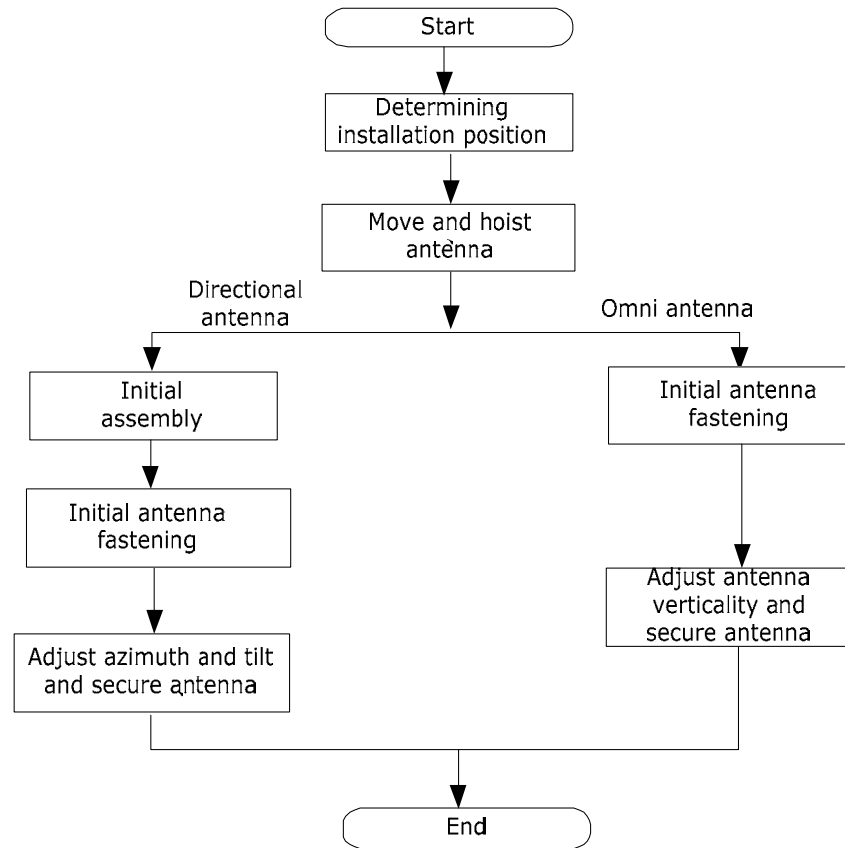 Start
Determining
installation position
Move and hoist
antenna
Directional
antenna
Omni antenna
Initial
assembly
Initial antenna
fastening
Initial antenna
fastening
Adjust azimuth and tilt
and secure antenna
Adjust antenna
verticality and
secure antenna
End